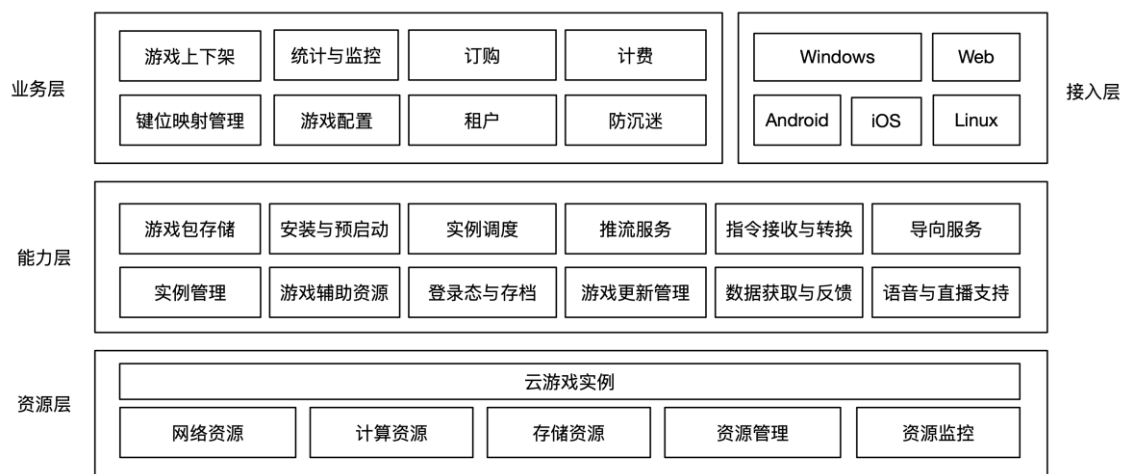 业务层
游戏上下架
统计与监控
订购
计费
键位映射管理
游戏配置
租户
防沉迷
Windows
Web
Android
iOS
Linux
接入层
能力层
游戏包存储
安装与预启动
实例调度
推流服务
指令接收与转换
导向服务
实例管理
游戏辅助资源
登录态与存档
游戏更新管理
数据获取与反馈
语音与直播支持
资源层
云游戏实例
网络资源
计算资源
存储资源
资源管理
资源监控